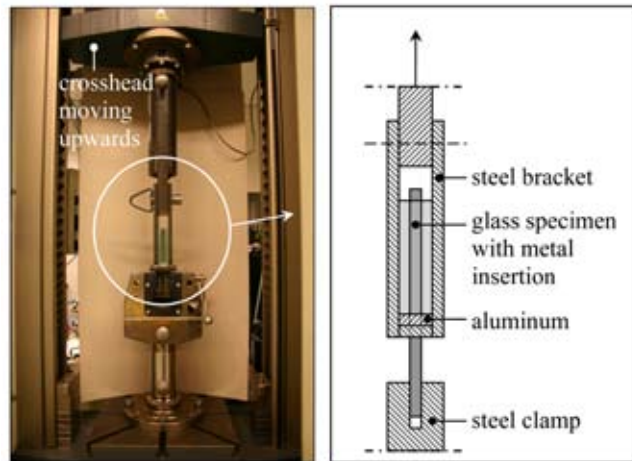 crosshead
moving
upwards
steel bracket
glass specimen
with metal
insertion
aluminum
steel clamp